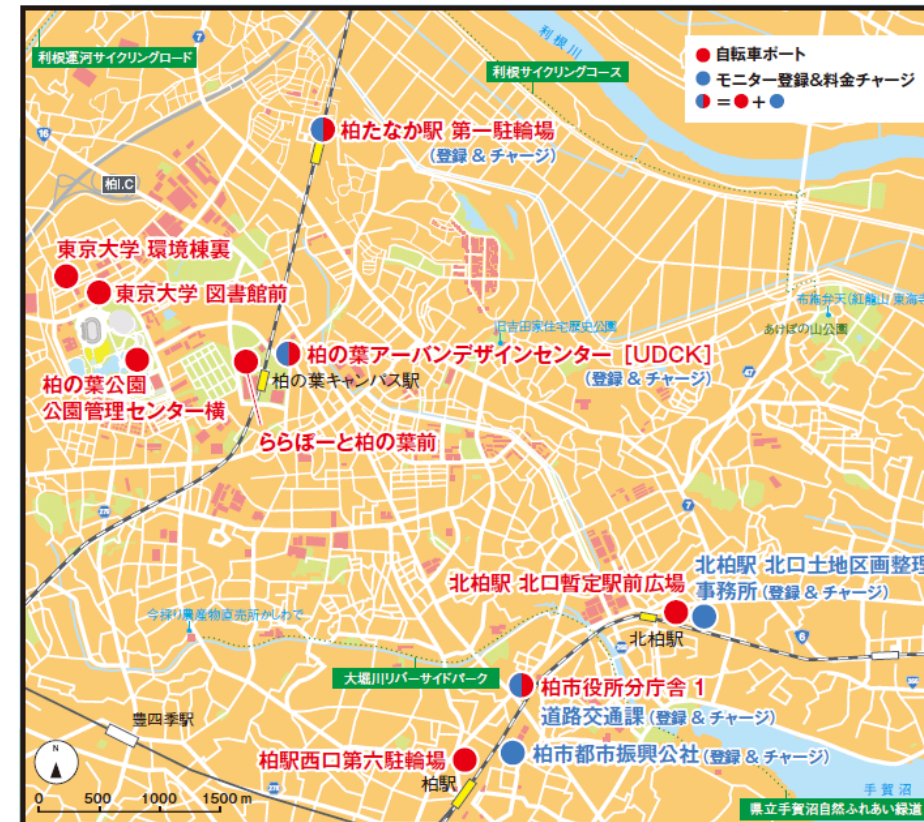 利根運河サイクリングロード
7
利根川
利根サイクリングコース
自転車ポート
モニター登録&料金チャージ
= ● + ●
16
柏I.C
柏たなか駅 第一駐輪場
(登録 & チャージ)
東京大学 環境棟裏
東京大学 図書館前
旧吉田家住宅歴史公園
布施弁天(紅龍山 東海寺
あけぼの山公園
柏の葉アーバンデザインセンター [UDCK]
(登録 & チャージ)
柏の葉キャンパス駅
47
柏の葉公園
公園管理センター横
ららぽーと柏の葉前
7
北柏駅 北口暫定駅前広場
北柏駅 北口土地区画整理
事務所 (登録 & チャージ)
今採り農産物直売所かしわで
北柏駅
6
大堀川リバーサイドパーク
柏市役所分庁舎 1
道路交通課 (登録 & チャージ)
豊四季駅
柏駅西口第六駐輪場
柏市都市振興公社 (登録 & チャージ)
柏駅
N
0 500 1000 1500 m
手賀沼
県立手賀沼自然ふれあい緑道